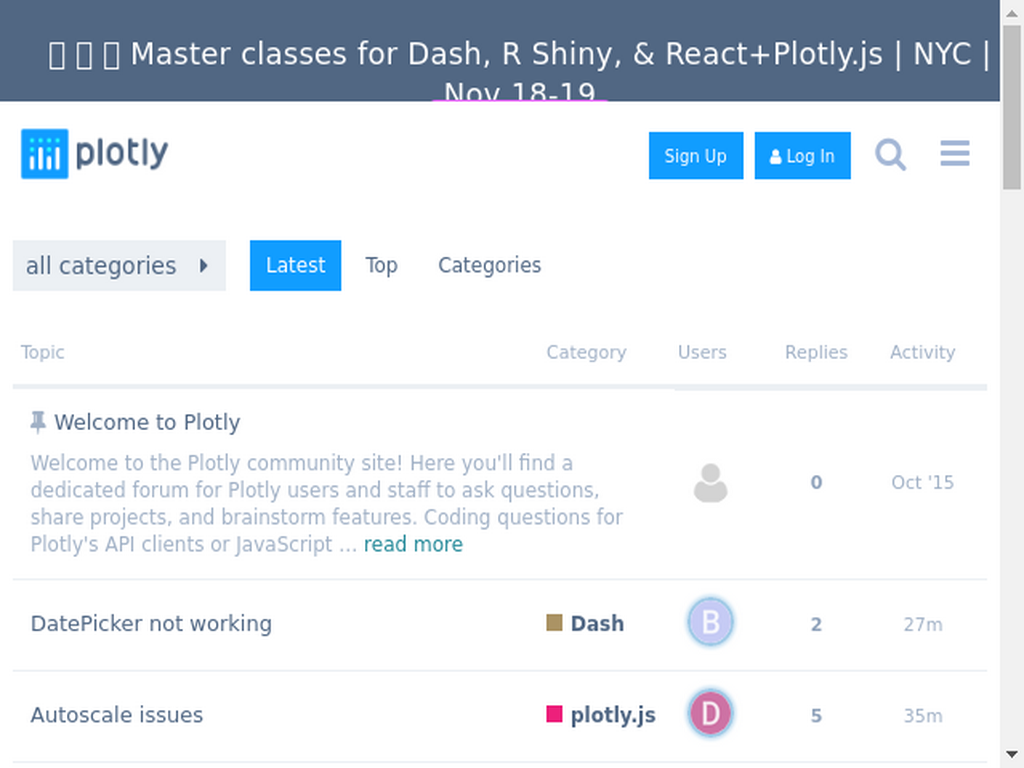 Master classes for Dash, R Shiny, & React+Plotly.js | NYC |
Nov 18-19
plotly
Sign Up
Log In
all categories
Latest
Top
Categories
Topic
Category
Users
Replies
Activity
Welcome to Plotly
Welcome to the Plotly community site! Here you'll find a
dedicated forum for Plotly users and staff to ask questions,
share projects, and brainstorm features. Coding questions for
Plotly's API clients or JavaScript ... read more
0
Oct '15
DatePicker not working
Dash
B
2
27m
Autoscale issues
plotly.js
D
5
35m